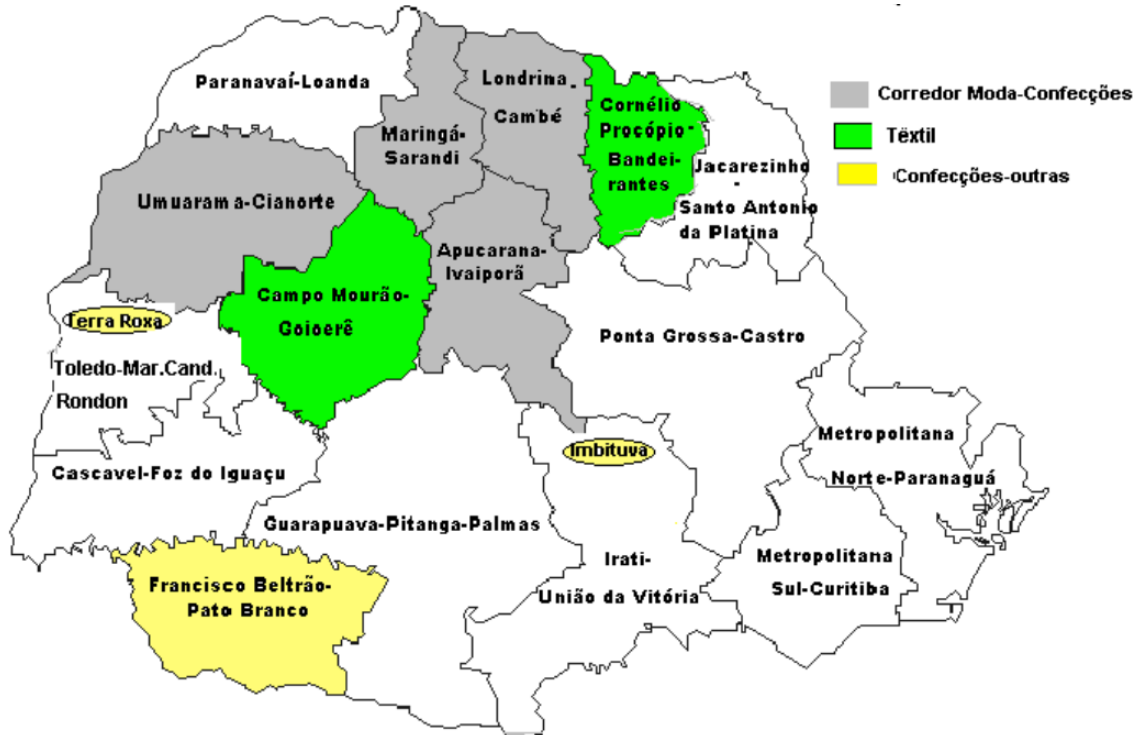 Paranavaí-Loanda
Londrina -
Cambé
Cornélio
Procópio-
Bandei-
rantes
Maringá-
Sarandi
Jacarezinho
-
Santo Antonio
da Platina
Umuarama-Cianorte
Apucarana-
Ivaiporã
Campo Mourão-
Goioerê
Terra Roxa
Toledo-Mar.Cand.
Rondon
Ponta Grossa-Castro
Imbituva
Metropolitana
Norte-Paranaguá
Cascavel-Foz do Iguaçu
Guarapuava-Pitanga-Palmas
Irati-
União da Vitória
Metropolitana
Sul-Curitiba
Francisco Beltrão-
Pato Branco
Corredor Moda-Confecções
Tëxtil
Confecções-outras